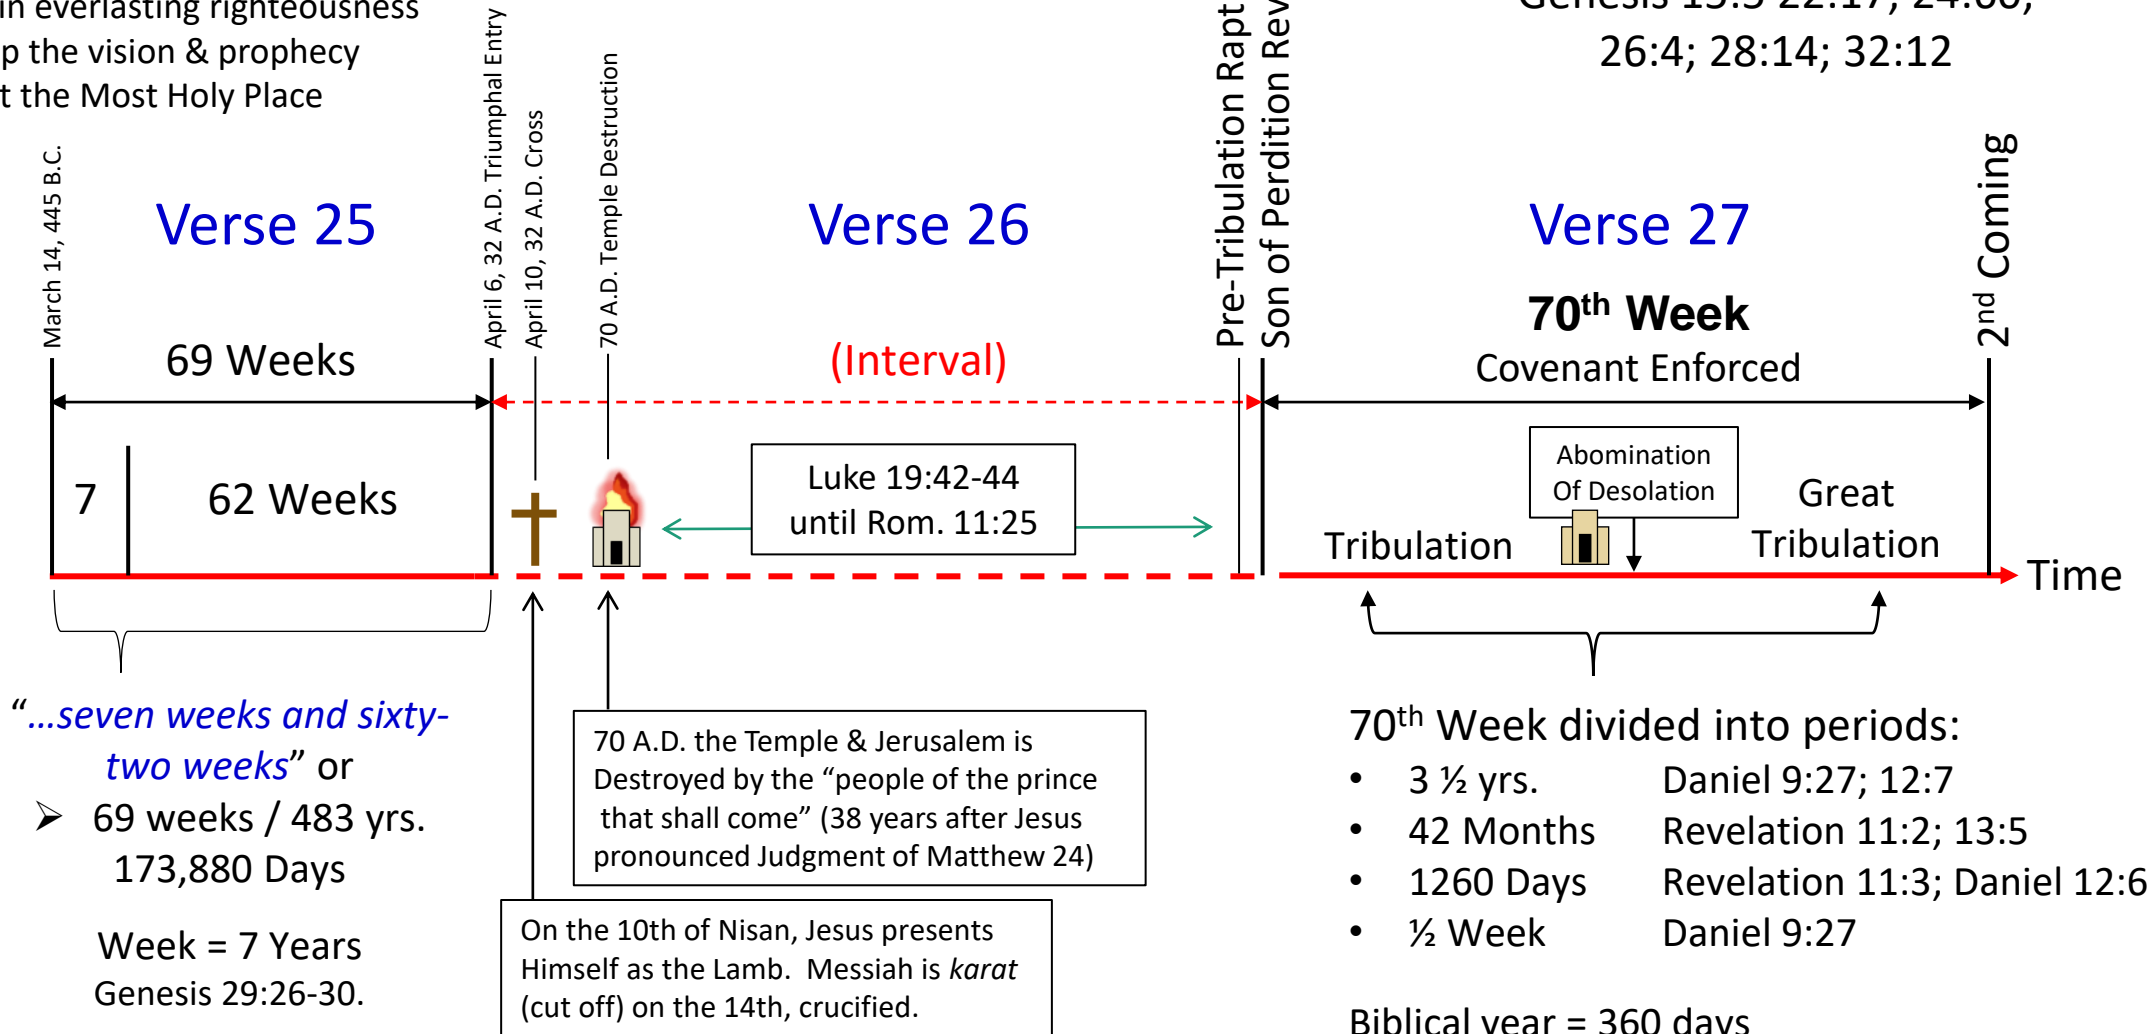 in everlasting righteousness
p the vision & prophecy
t the Most Holy Place
26:4; 28:14; 32:12
March 14, 445 B.C.
Verse 25
April 6, 32 A.D. Triumphal Entry
April 10, 32 A.D. Cross
70 A.D. Temple Destruction
Verse 26
Pre-Tribulation Rapt
Son of Perdition Rev
Verse 27
2nd Coming
69 Weeks
(Interval)
70th Week
Covenant Enforced
7
62 Weeks
Luke 19:42-44
until Rom. 11:25
Abomination
Of Desolation
Tribulation
Great
Tribulation
Time
“...seven weeks and sixty-
two weeks” or
➢ 69 weeks / 483 yrs.
173,880 Days
Week = 7 Years
Genesis 29:26-30.
70 A.D. the Temple & Jerusalem is
Destroyed by the “people of the prince
that shall come” (38 years after Jesus
pronounced Judgment of Matthew 24)
On the 10th of Nisan, Jesus presents
Himself as the Lamb. Messiah is karat
(cut off) on the 14th, crucified.
70th Week divided into periods:
• 3 ½ yrs. Daniel 9:27; 12:7
• 42 Months Revelation 11:2; 13:5
• 1260 Days Revelation 11:3; Daniel 12:6
• ½ Week Daniel 9:27
Biblical year = 360 days